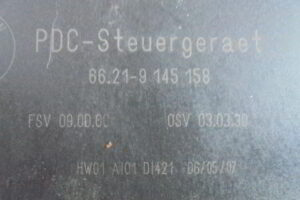 PDC-Steuergeraet
66.21-9 145 158
FSV 09.00.00 OSV 03.03.30
HW01 DI421 06/05/07